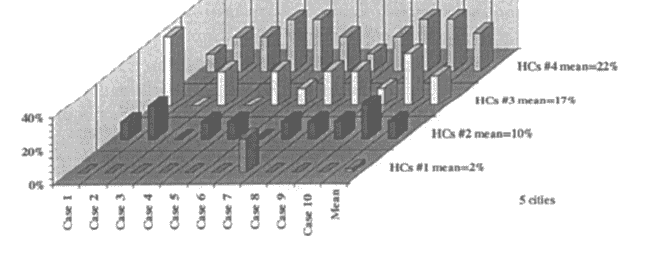 HCs #4 mean=22%
HCs #3 mean=17%
40%
HCs #2 mean=10%
20%
HCs #1 mean=2%
0%
Case 1
Case 2
Case 3
Case 4
Case 5
Case 6
Case 7
Case 8
Case 9
Case 10
Mean
5 cities